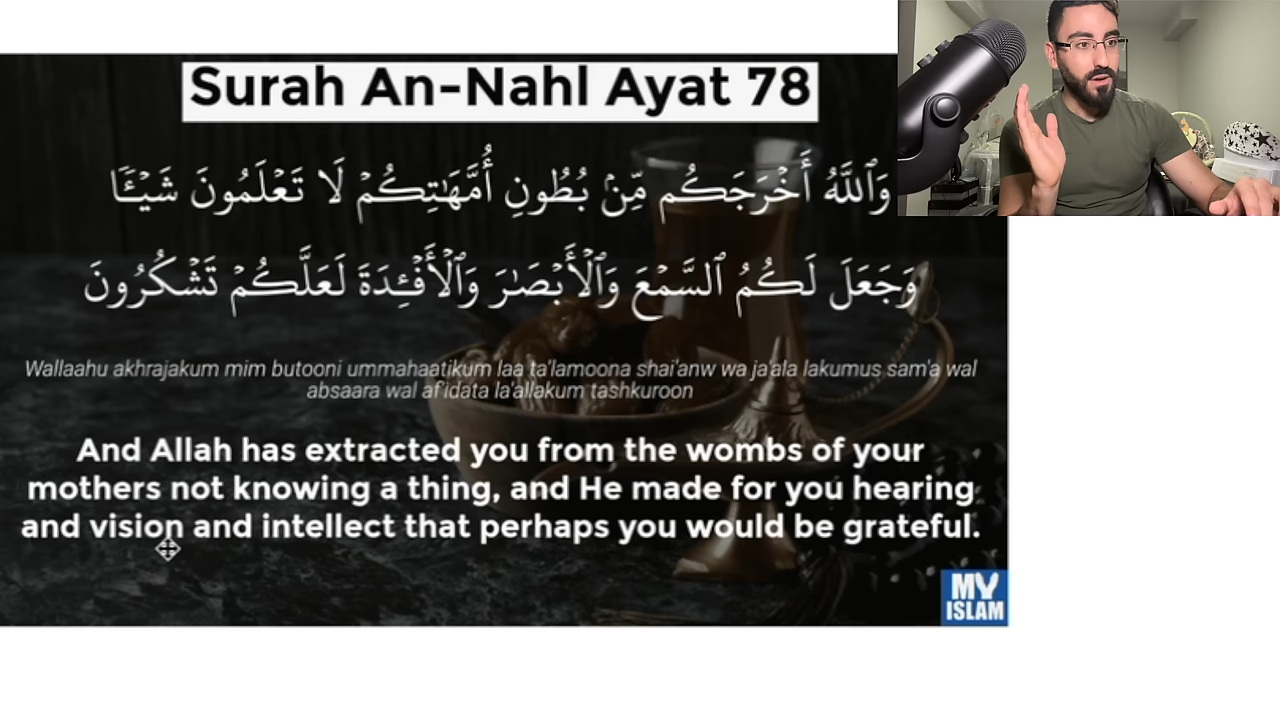 Surah An-Nahl Ayat 78
وَٱللَّهُ أَخْرَجَكُم مِّنۢ بُطُونِ أُمَّهَـٰتِكُمْ لَا تَعْلَمُونَ شَيْـًٔا
وَجَعَلَ لَكُمُ ٱلسَّمْعَ وَٱلْأَبْصَـٰرَ وَٱلْأَفْـِٔدَةَ لَعَلَّكُمْ تَشْكُرُونَ
Wallaahu akhrajakum mim butooni ummahaatikum laa ta'lamoona shai'anw wa ja'ala lakumus sam'a wal
absaara wal af'idata la'allakum tashkuroon
And Allah has extracted you from the wombs of your
mothers not knowing a thing, and He made for you hearing
and vision and intellect that perhaps you would be grateful.
MY
ISLAM